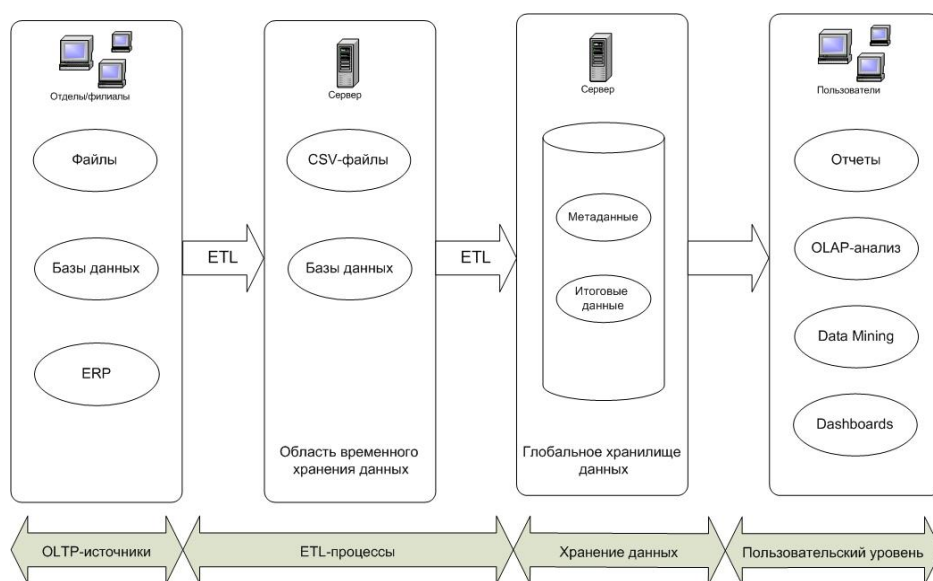 Отделы/филиалы
Файлы
Базы данных
ERP
ETL
Сервер
CSV-файлы
Базы данных
Область временного
хранения данных
ETL
Сервер
Метаданные
Итоговые
данные
Глобальное хранилище
данных
Пользователи
Отчеты
OLAP-анализ
Data Mining
Dashboards
OLTP-источники
ETL-процессы
Хранение данных
Пользовательский уровень